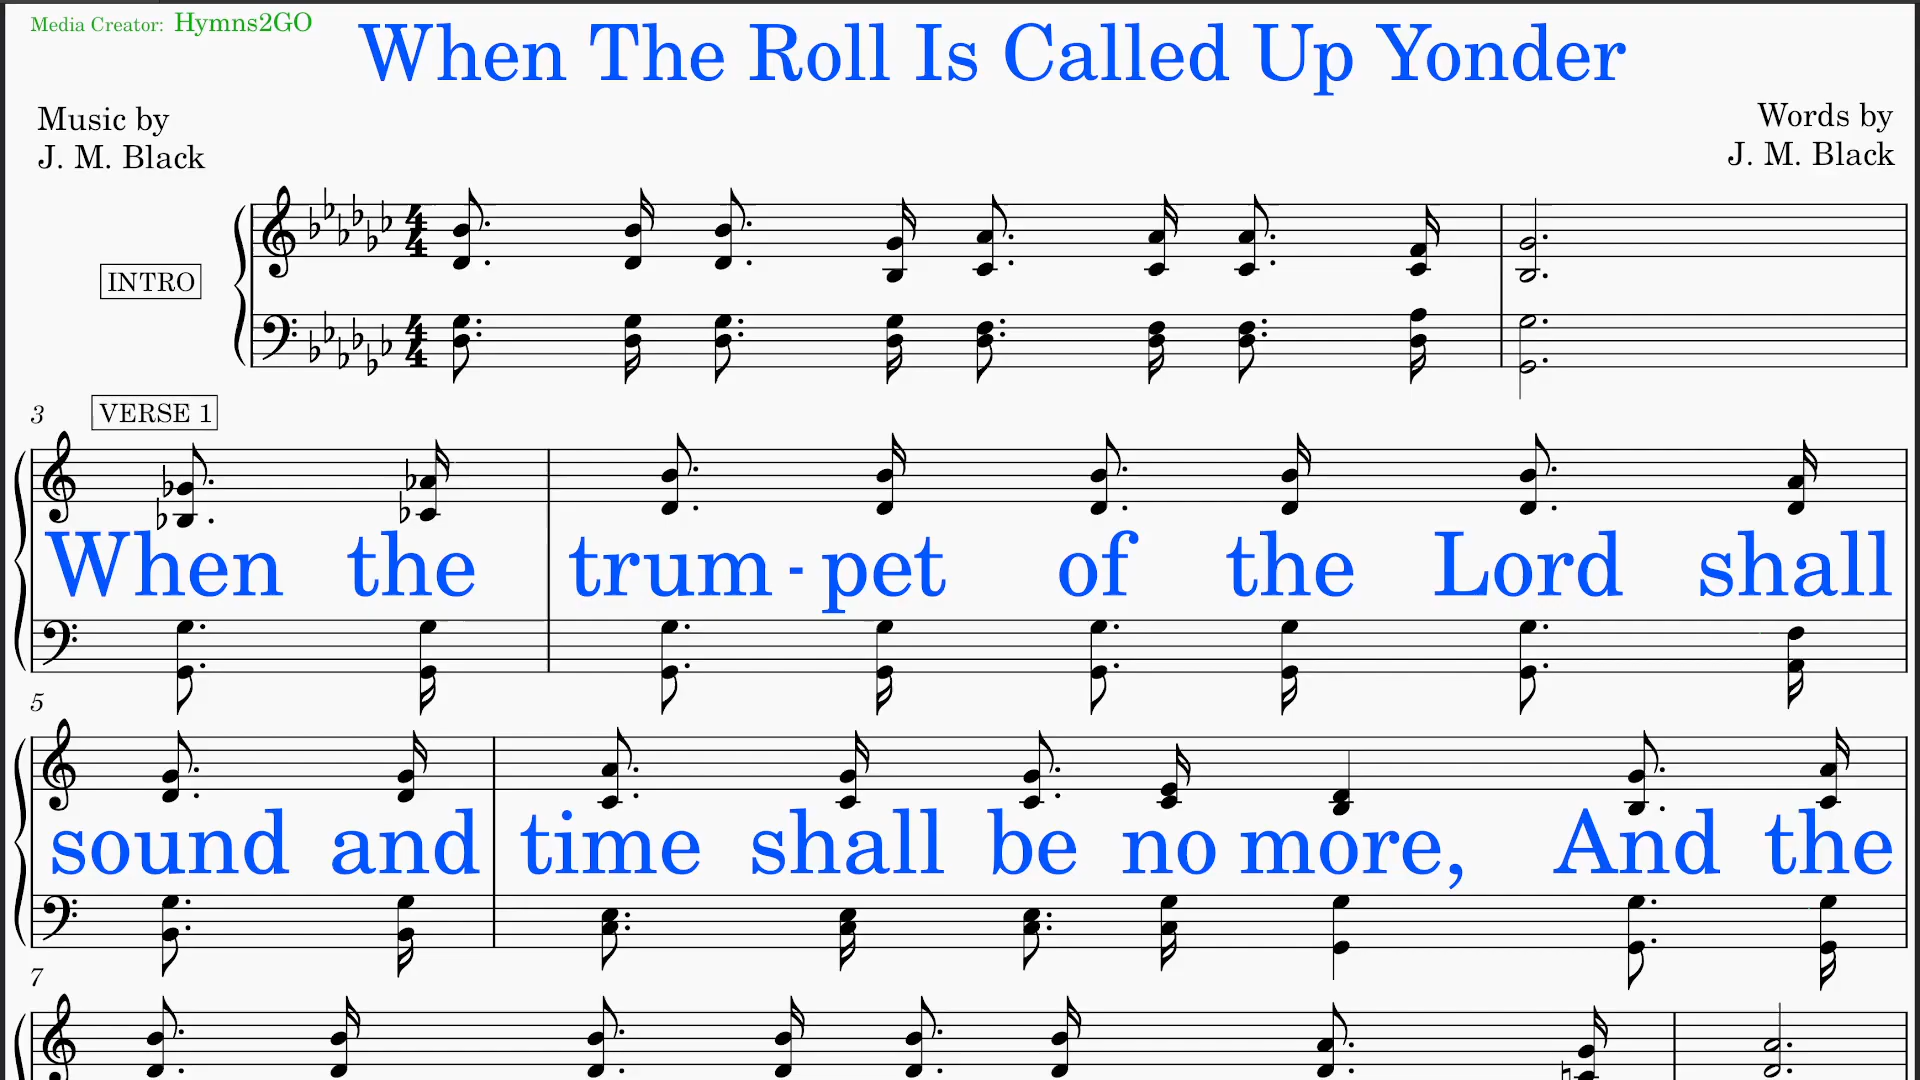 Media Creator: Hymns2GO
When The Roll Is Called Up Yonder
Music by
J. M. Black
Words by
J. M. Black
INTRO
3
VERSE 1
When the trum - pet of the Lord shall
5
sound and time shall be no more, And the
7